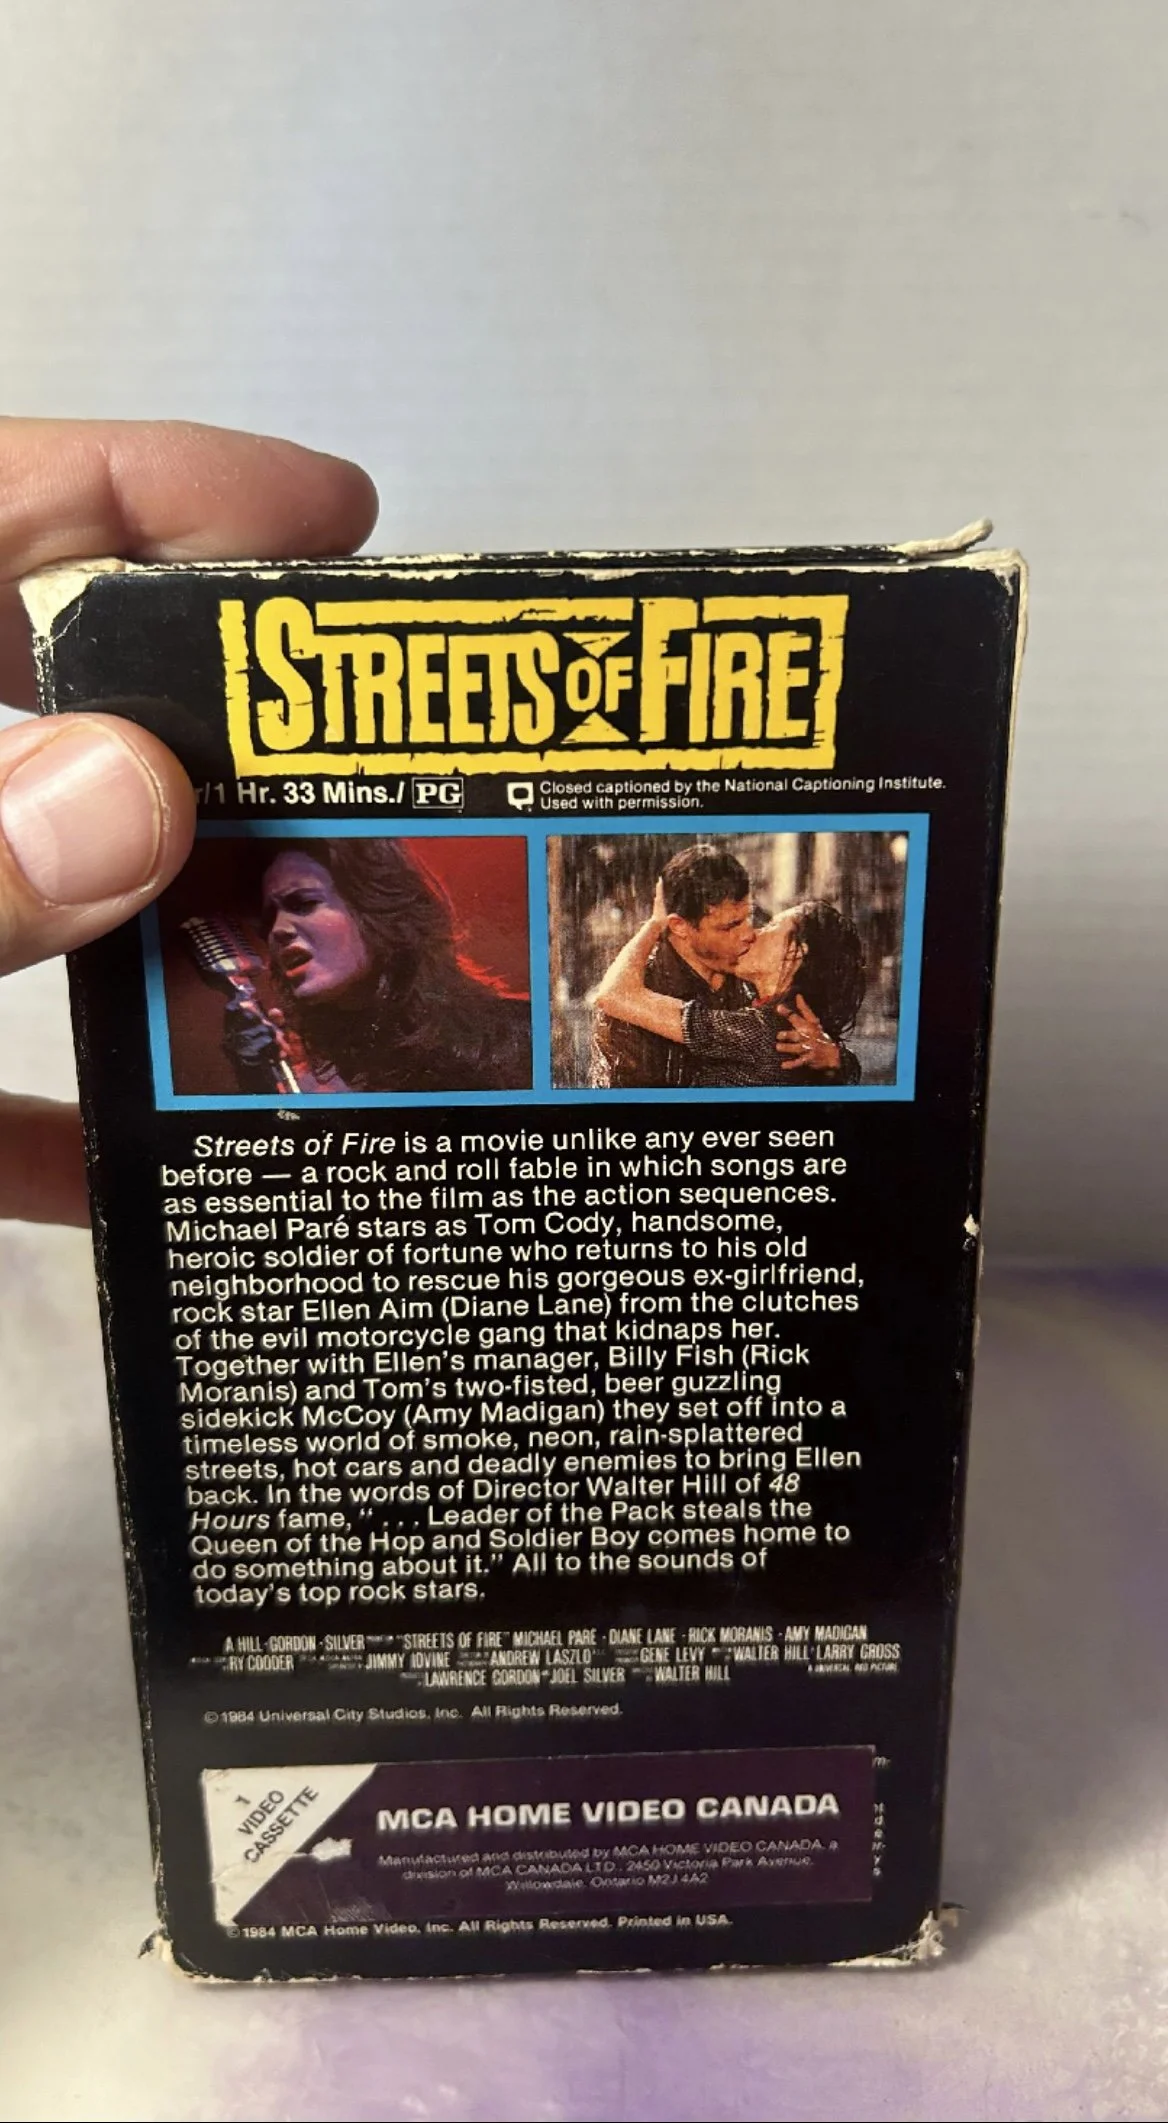 STREETS OF FIRE
/1 Hr. 33 Mins./ PG
Closed captioned by the National Captioning Institute.
Used with permission.
Streets of Fire is a movie unlike any ever seen
before — a rock and roll fable in which songs are
as essential to the film as the action sequences.
Michael Paré stars as Tom Cody, handsome,
heroic soldier of fortune who returns to his old
neighborhood to rescue his gorgeous ex-girlfriend,
rock star Ellen Aim (Diane Lane) from the clutches
of the evil motorcycle gang that kidnaps her.
Together with Ellen's manager, Billy Fish (Rick
Moranis) and Tom's two-fisted, beer guzzling
sidekick McCoy (Amy Madigan) they set off into a
timeless world of smoke, neon, rain-splattered
streets, hot cars and deadly enemies to bring Ellen
back. In the words of Director Walter Hill of 48
Hours fame, “ . . . Leader of the Pack steals the
Queen of the Hop and Soldier Boy comes home to
do something about it.” All to the sounds of
today's top rock stars.
A HILL-GORDON-SILVER "STREETS OF FIRE" MICHAEL PARÉ · DIANE LANE · RICK MORANIS · AMY MADIGAN
RY COODER JIMMY IOVINE ANDREW LASZLO GENE LEVY WALTER HILL LARRY GROSS
LAWRENCE GORDON JOEL SILVER WALTER HILL A UNIVERSAL RKO PICTURE
©1984 Universal City Studios, Inc. All Rights Reserved.
1
VIDEO
CASSETTE
MCA HOME VIDEO CANADA
Manufactured and distributed by MCA HOME VIDEO CANADA, a
division of MCA CANADA LTD., 2450 Victoria Park Avenue,
Willowdale, Ontario M2J 4A2
©1984 MCA Home Video, Inc. All Rights Reserved. Printed in USA.